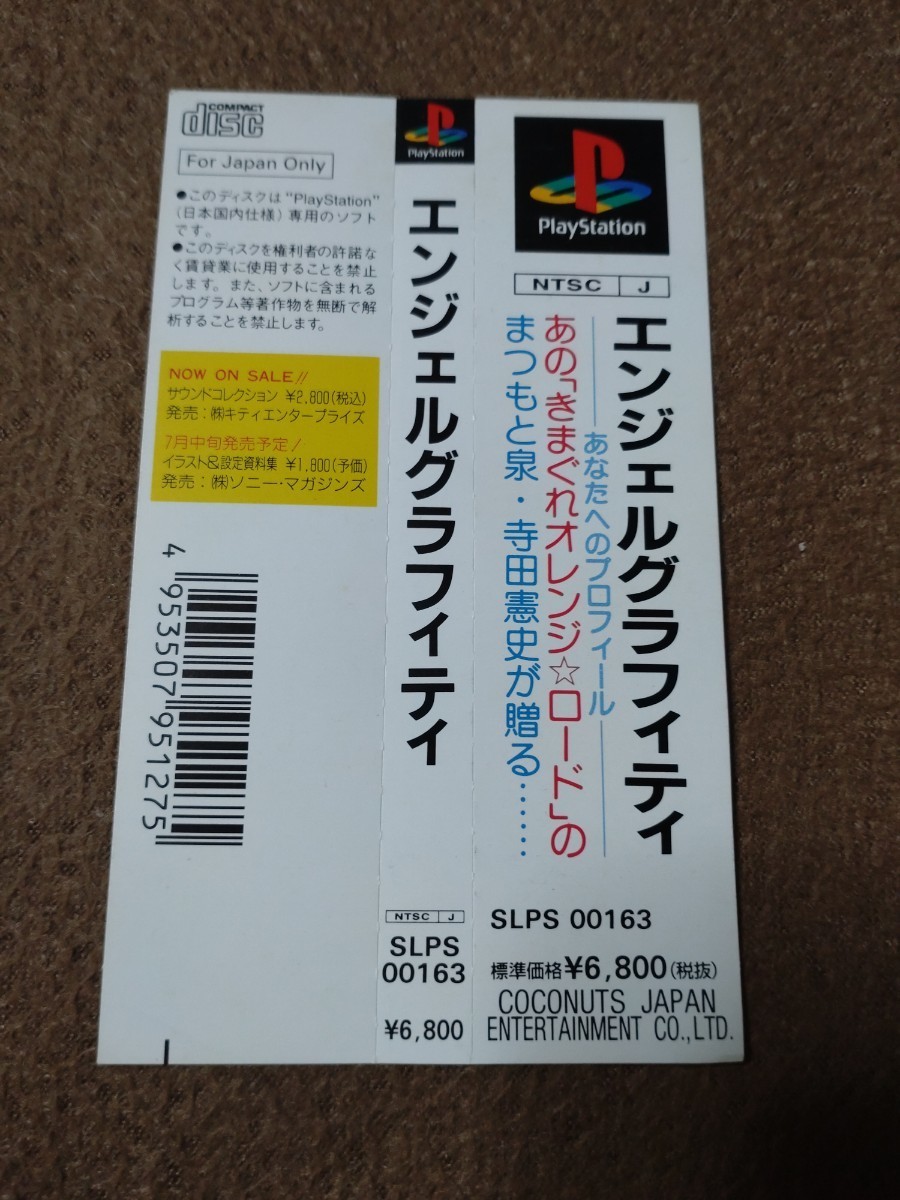 COMPACT
disc
For Japan Only
●このディスクは"PlayStation"
(日本国内仕様)専用のソフト
です。
●このディスクを権利者の許諾な
く賃貸業に使用することを禁止
します。また、ソフトに含まれる
プログラム等著作物を無断で解
析することを禁止します。
NOW ON SALE!!
サウンドコレクション ¥2,800(税込)
発売:㈱キティエンタープライズ
7月中旬発売予定!
イラスト&設定資料集 ¥1,800(予価)
発売:㈱ソニー・マガジンズ
4 953507 951275
PlayStation
エンジェルグラフィティ
NTSC J
SLPS
00163
¥6,800
PlayStation
NTSC J
エンジェルグラフィティ
あなたへのプロフィール
あの「きまぐれオレンジ☆ロード」の
まつもと泉・寺田憲史が贈る……
SLPS 00163
標準価格¥6,800(税抜)
COCONUTS JAPAN
ENTERTAINMENT CO.,LTD.